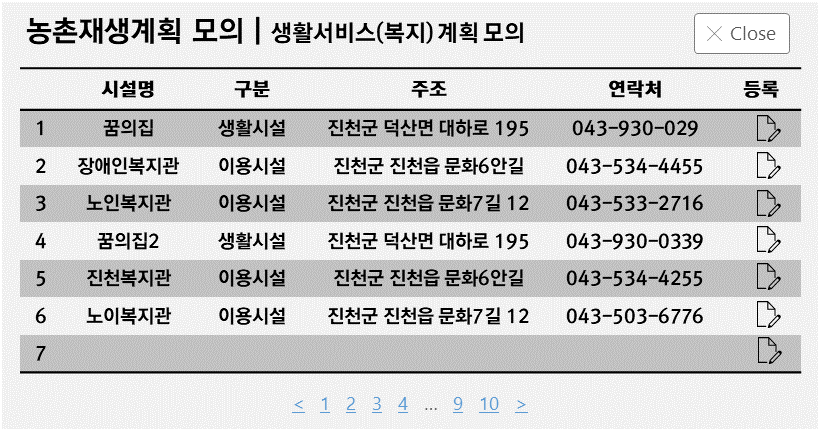 농촌재생계획 모의 | 생활서비스(복지) 계획 모의
Close
시설명 구분 주조 연락처 등록
1 꿈의집 생활시설 진천군 덕산면 대하로 195 043-930-029
2 장애인복지관 이용시설 진천군 진천읍 문화6안길 043-534-4455
3 노인복지관 이용시설 진천군 진천읍 문화7길 12 043-533-2716
4 꿈의집2 생활시설 진천군 덕산면 대하로 195 043-930-0339
5 진천복지관 이용시설 진천군 진천읍 문화6안길 043-534-4255
6 노이복지관 이용시설 진천군 진천읍 문화7길 12 043-503-6776
7
< 1 2 3 4 ... 9 10 >